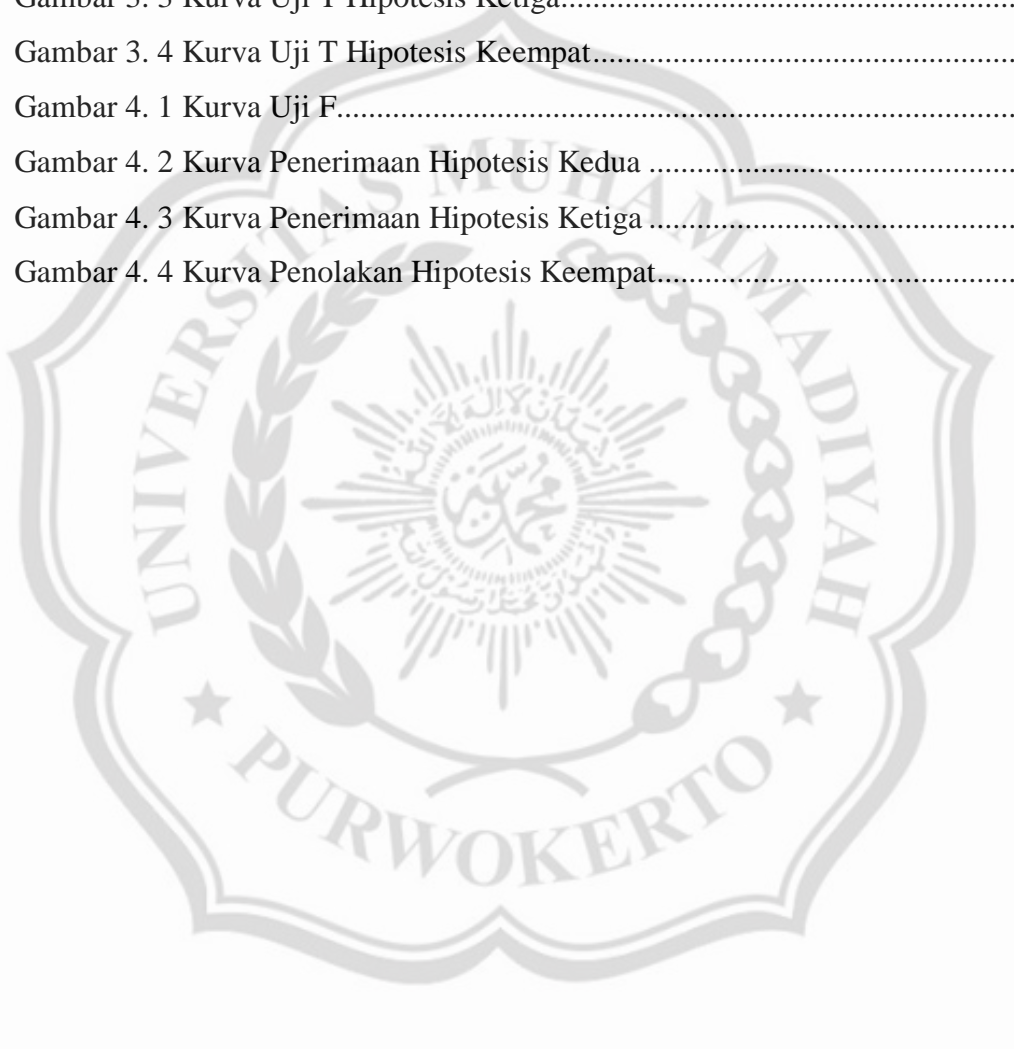 Gambar 3. 3 Kurva Uji T Hipotesis Ketiga................................................
Gambar 3. 4 Kurva Uji T Hipotesis Keempat.............................................
Gambar 4. 1 Kurva Uji F.............................................................................
Gambar 4. 2 Kurva Penerimaan Hipotesis Kedua ......................................
Gambar 4. 3 Kurva Penerimaan Hipotesis Ketiga ......................................
Gambar 4. 4 Kurva Penolakan Hipotesis Keempat.....................................
UNIVERSITAS MUHAMMADIYAH
PURWOKERTO